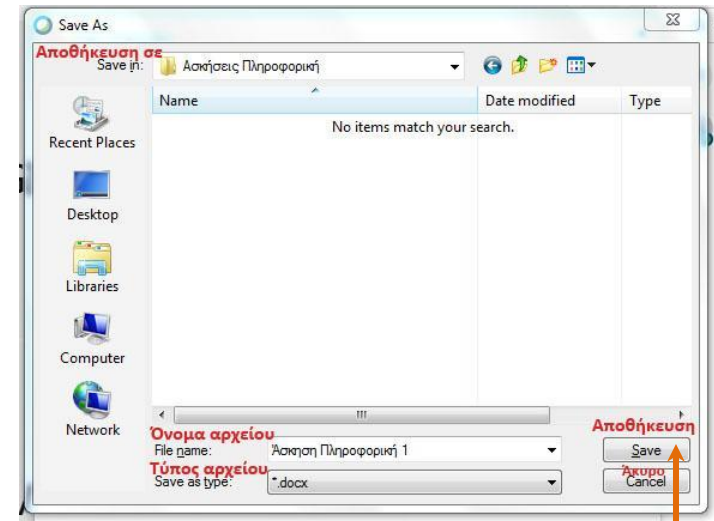 Save As
Αποθήκευση σε
Save in:
Ασκήσεις Πληροφορική
Name
Date modified
Type
No items match your search.
Recent Places
Desktop
Libraries
Computer
Network
Αποθήκευση
Όνομα αρχείου
File name:
Άσκηση Πληροφορική 1
Save
Τύπος αρχείου
Save as type:
*.docx
Άκυρο
Cancel